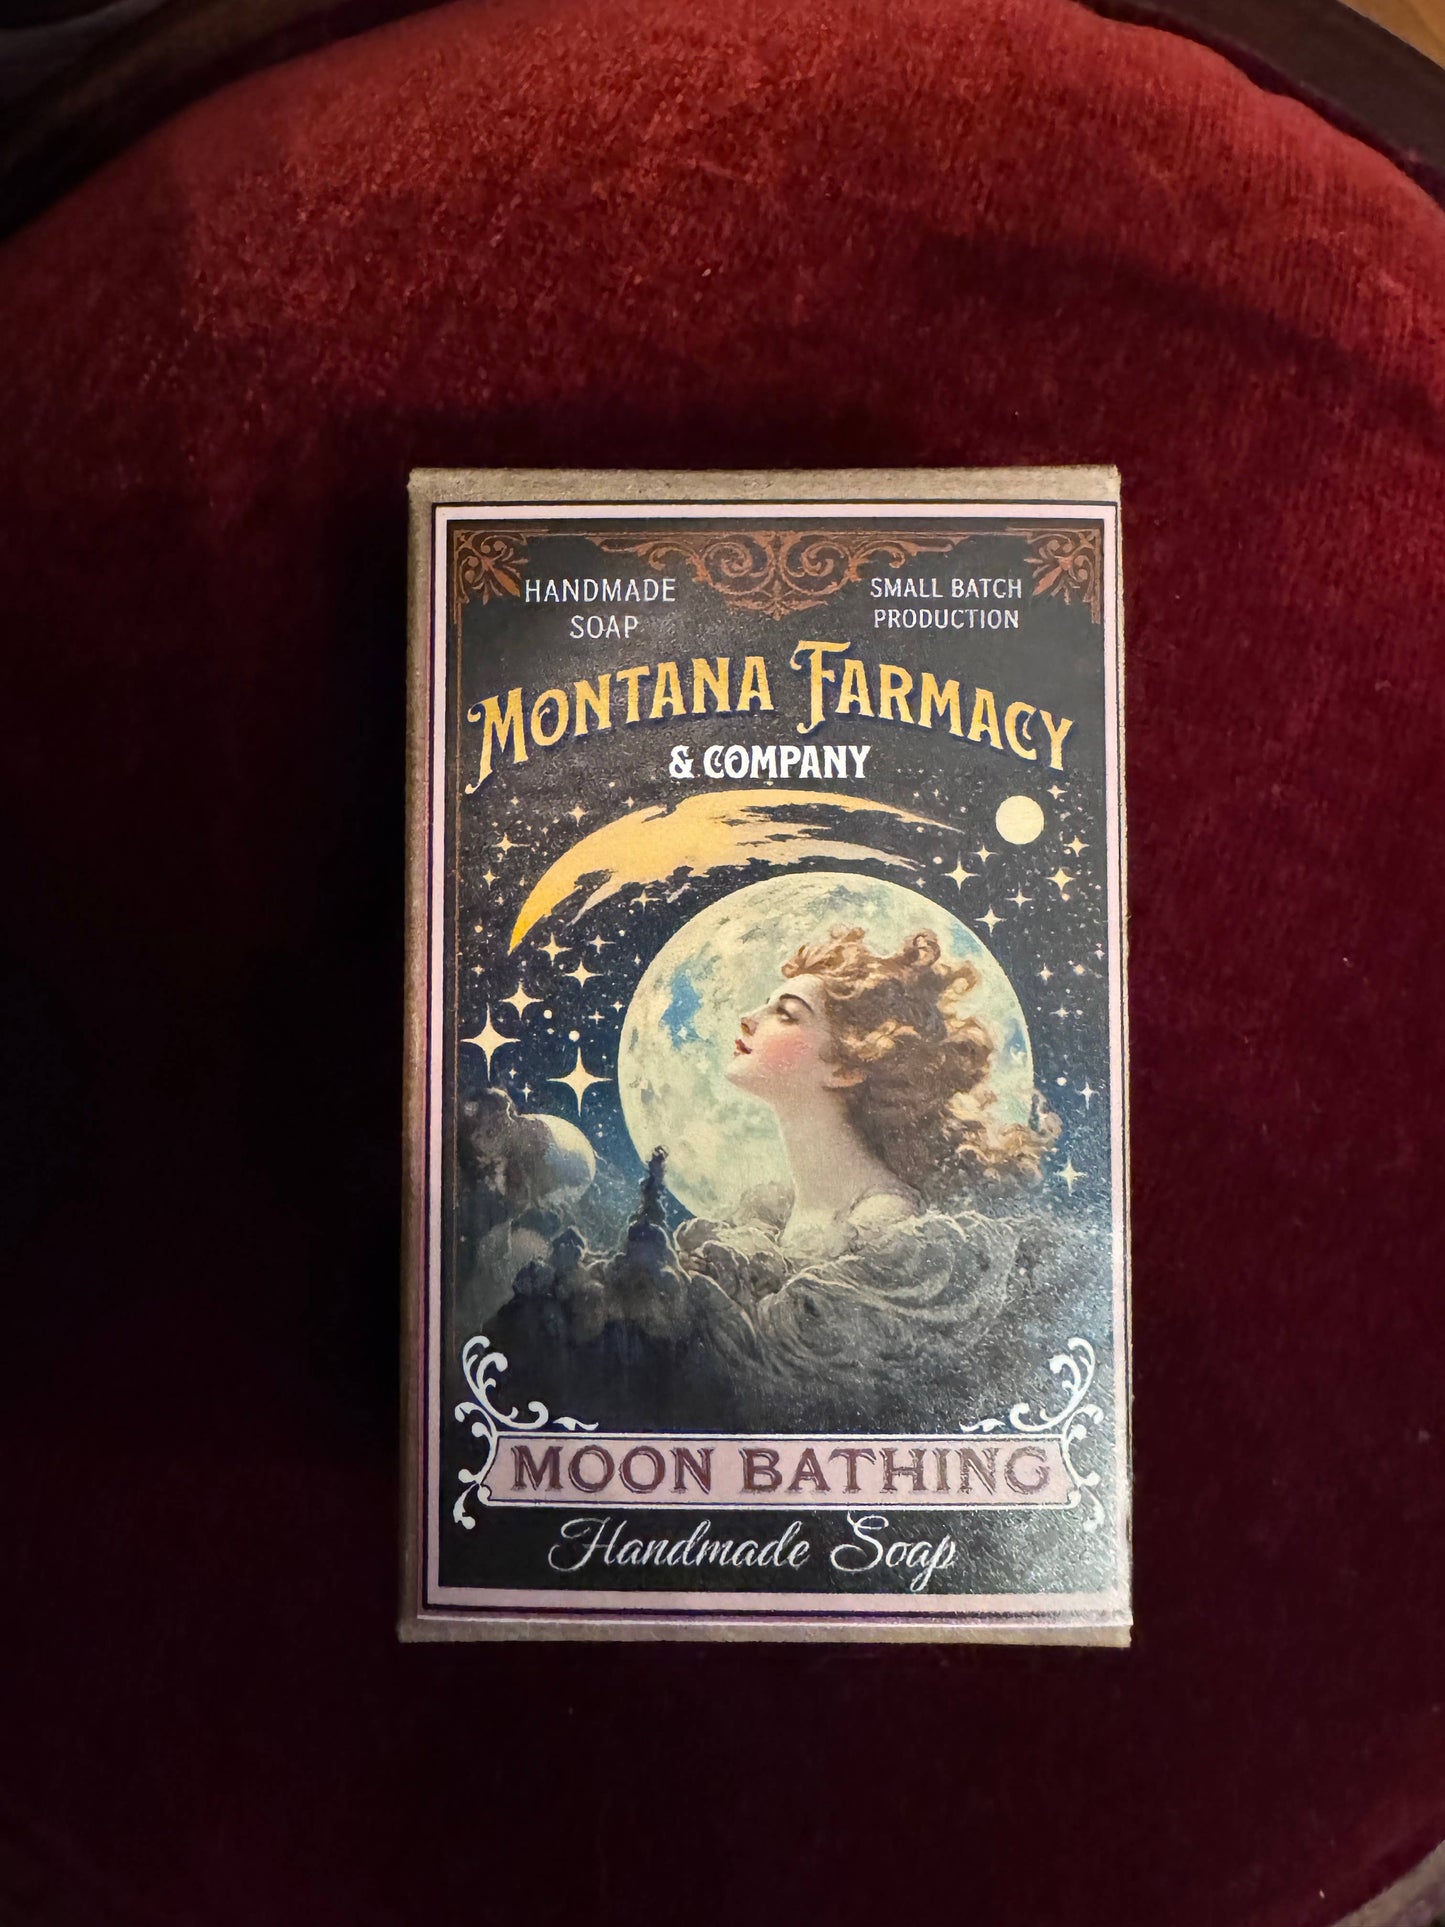 HANDMADE
SOAP
SMALL BATCH
PRODUCTION
MONTANA FARMACY
& COMPANY
MOON BATHING
Handmade Soap